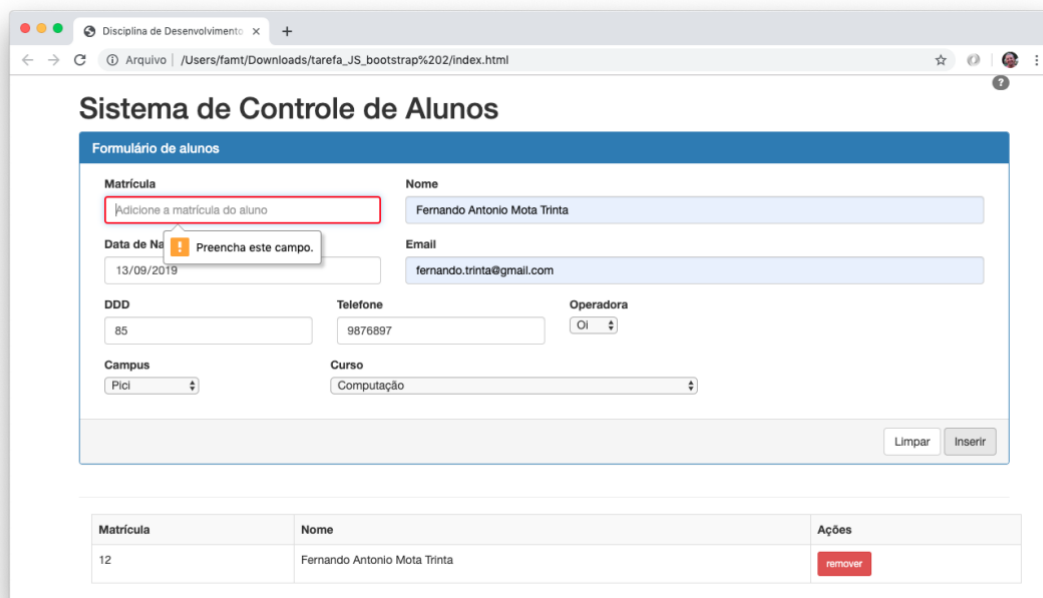 Disciplina de Desenvolvimento
Arquivo | /Users/famt/Downloads/tarefa_JS_bootstrap%202/index.html
?
Sistema de Controle de Alunos
Formulário de alunos
Matrícula Nome
Adicione a matrícula do aluno Fernando Antonio Mota Trinta
! Preencha este campo.
Data de Na Email
13/09/2019 fernando.trinta@gmail.com
DDD Telefone Operadora
85 9876897 Oi
Campus Curso
Pici Computação
Limpar Inserir
Matrícula Nome Ações
12 Fernando Antonio Mota Trinta remover